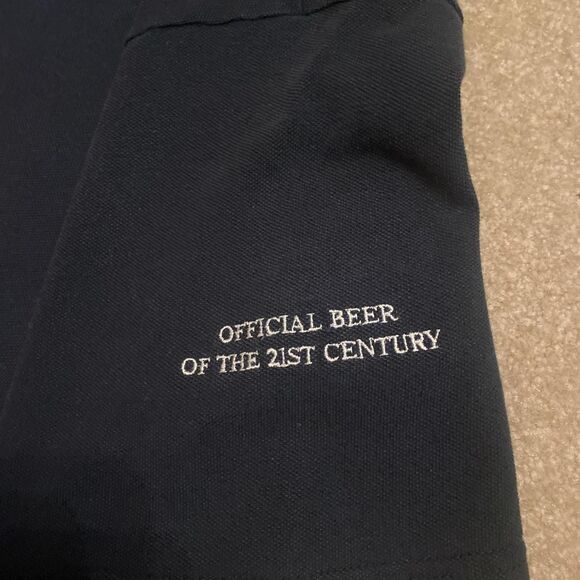 OFFICIAL BEER
OF THE 21ST CENTURY